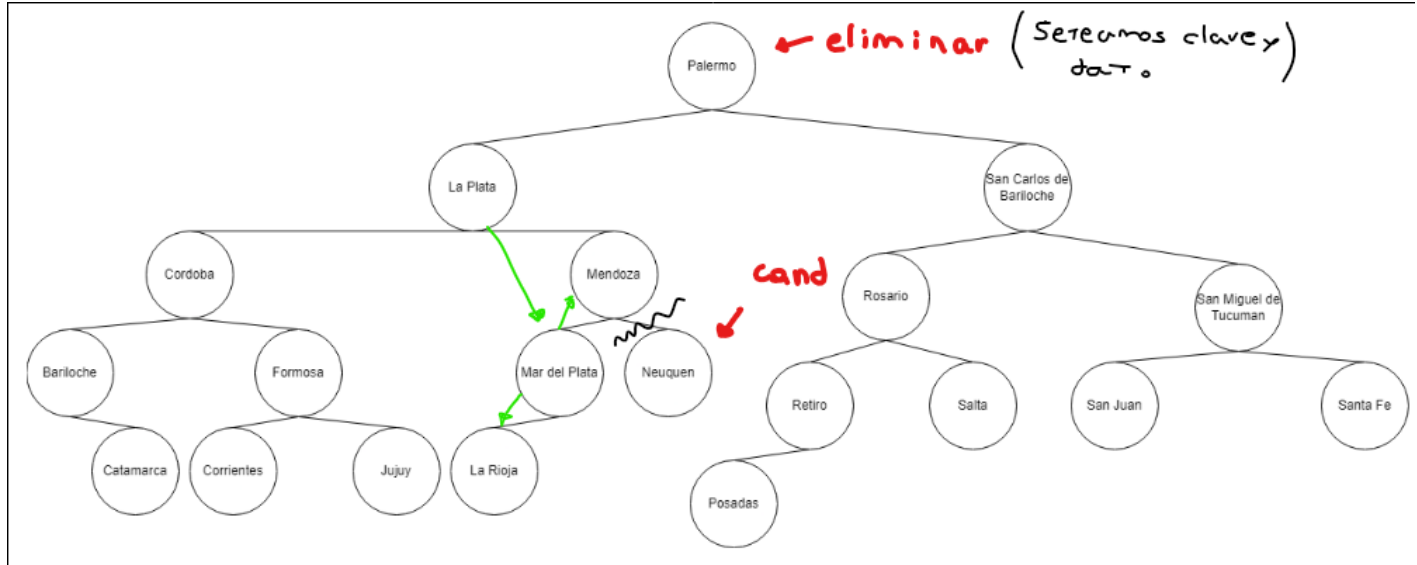 ← eliminar (Seteamos clave y
dato)
Palermo
La Plata
San Carlos de
Bariloche
Cordoba
Mendoza
cand
Rosario
San Miguel de
Tucuman
Bariloche
Formosa
Mar del Plata
Neuquen
Retiro
Salta
San Juan
Santa Fe
Catamarca
Corrientes
Jujuy
La Rioja
Posadas